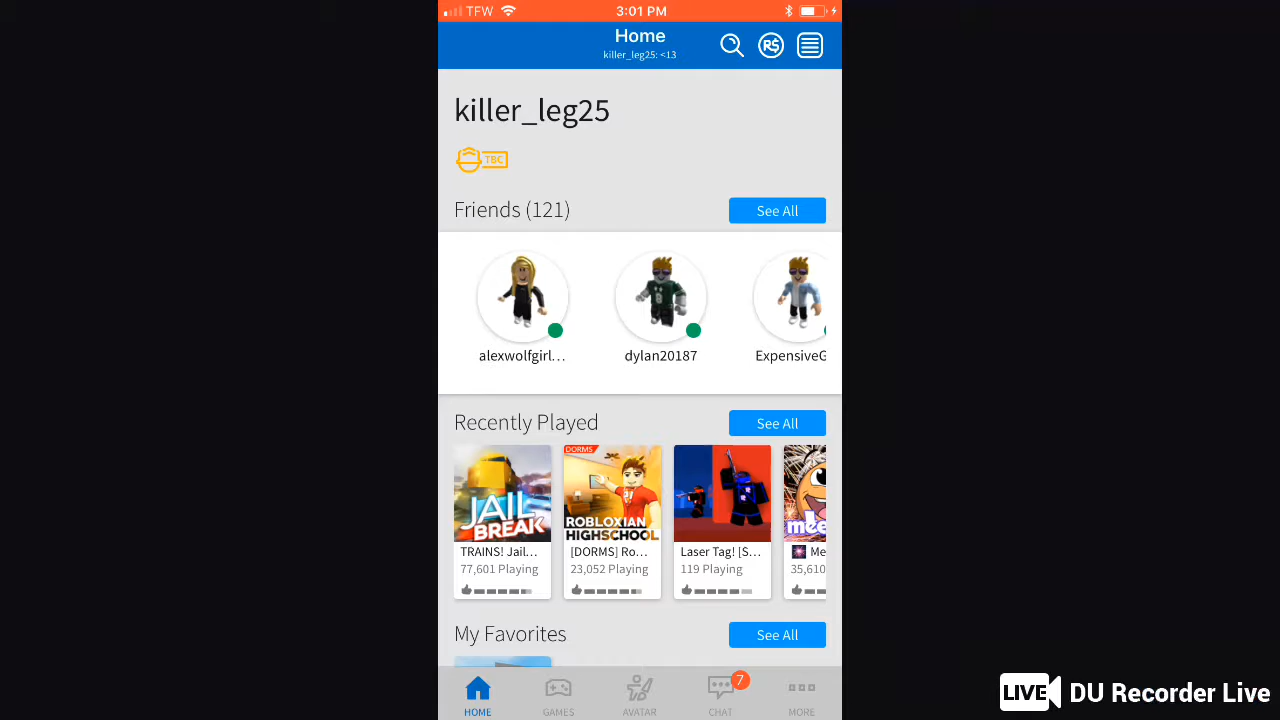 TFW
3:01 PM
Home
killer_leg25: <13
R$
killer_leg25
TBC
Friends (121)
See All
alexwolfgirl…
dylan20187
ExpensiveG
Recently Played
See All
JAIL
BREAK
TRAINS! Jail...
77,601 Playing
DORMS
ROBLOXIAN
HIGHSCHOOL
[DORMS] Ro...
23,052 Playing
Laser Tag! [S...
119 Playing
mee
Me
35,610
My Favorites
See All
HOME
GAMES
AVATAR
7
CHAT
MORE
LIVE DU Recorder Live